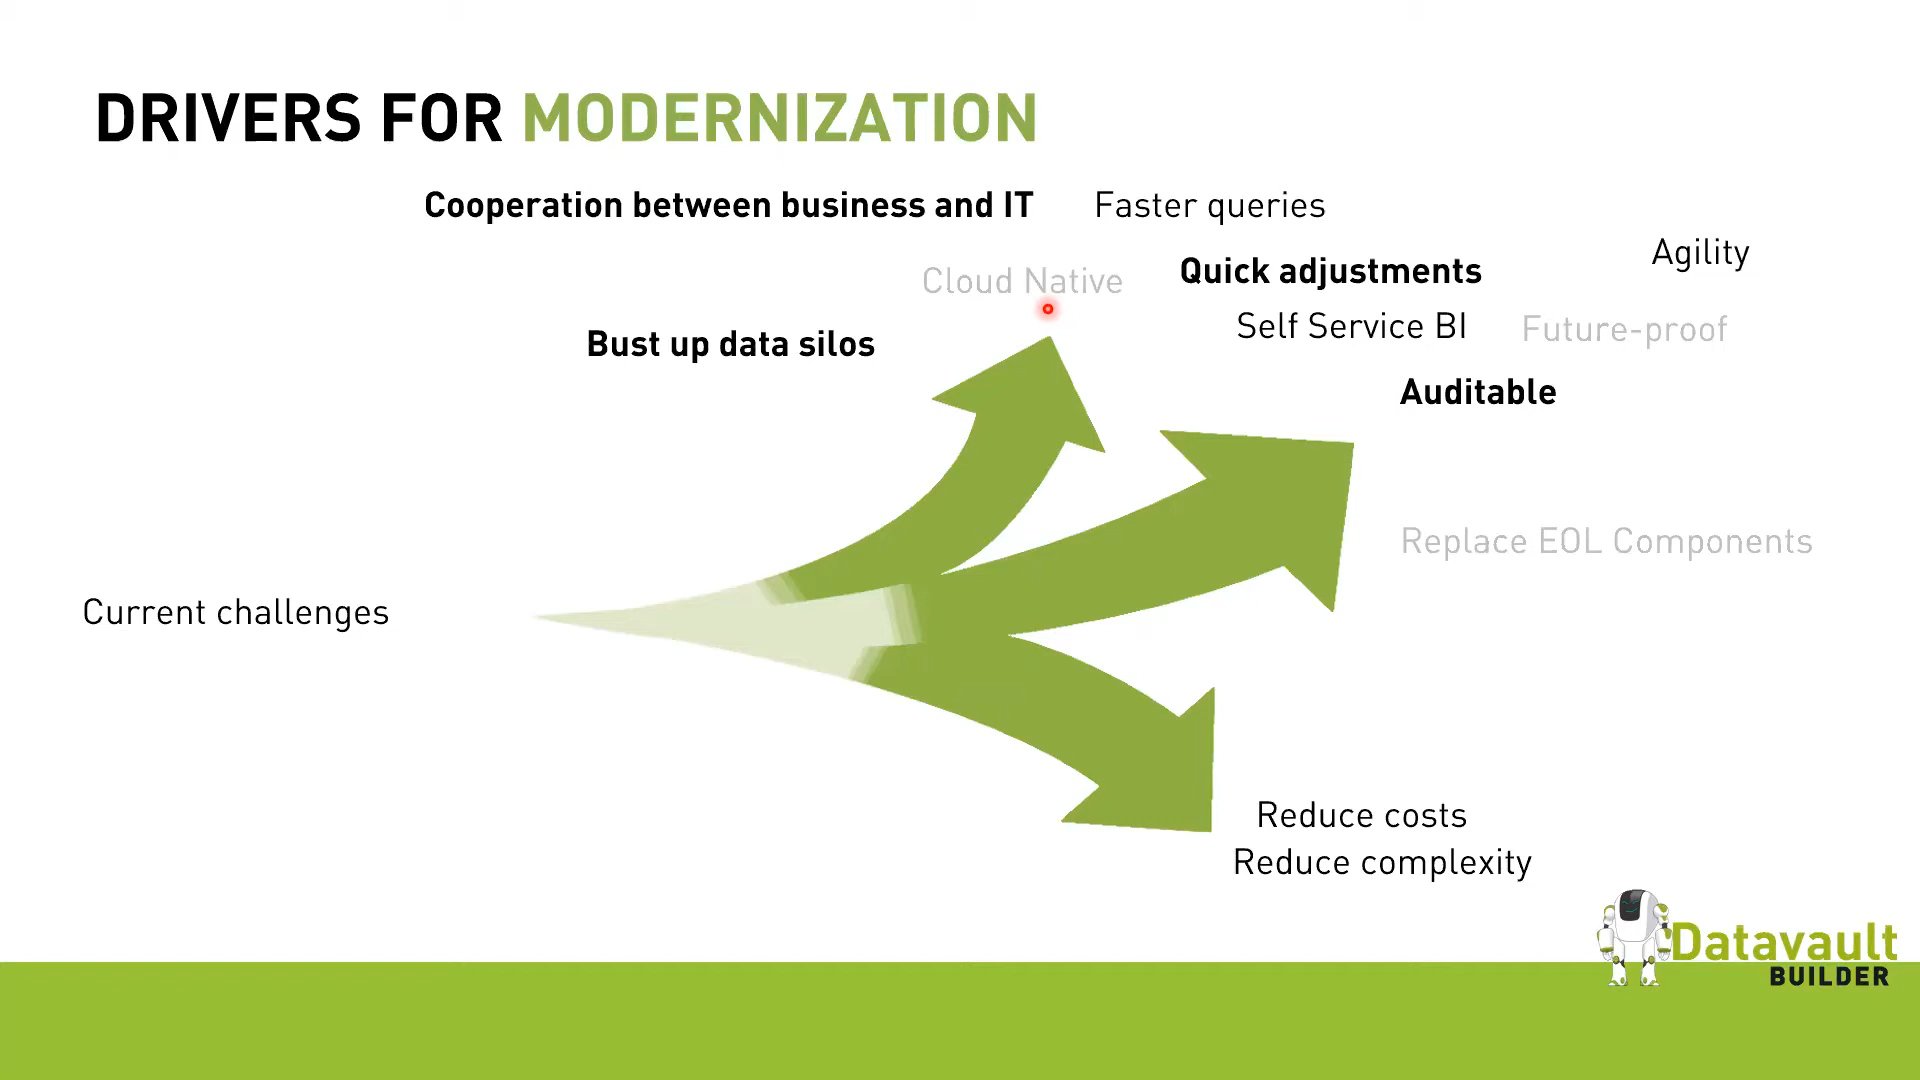 DRIVERS FOR MODERNIZATION
Cooperation between business and IT
Faster queries
Agility
Cloud Native
Quick adjustments
Self Service BI
Future-proof
Bust up data silos
Auditable
Replace EOL Components
Current challenges
Reduce costs
Reduce complexity
Datavault
BUILDER